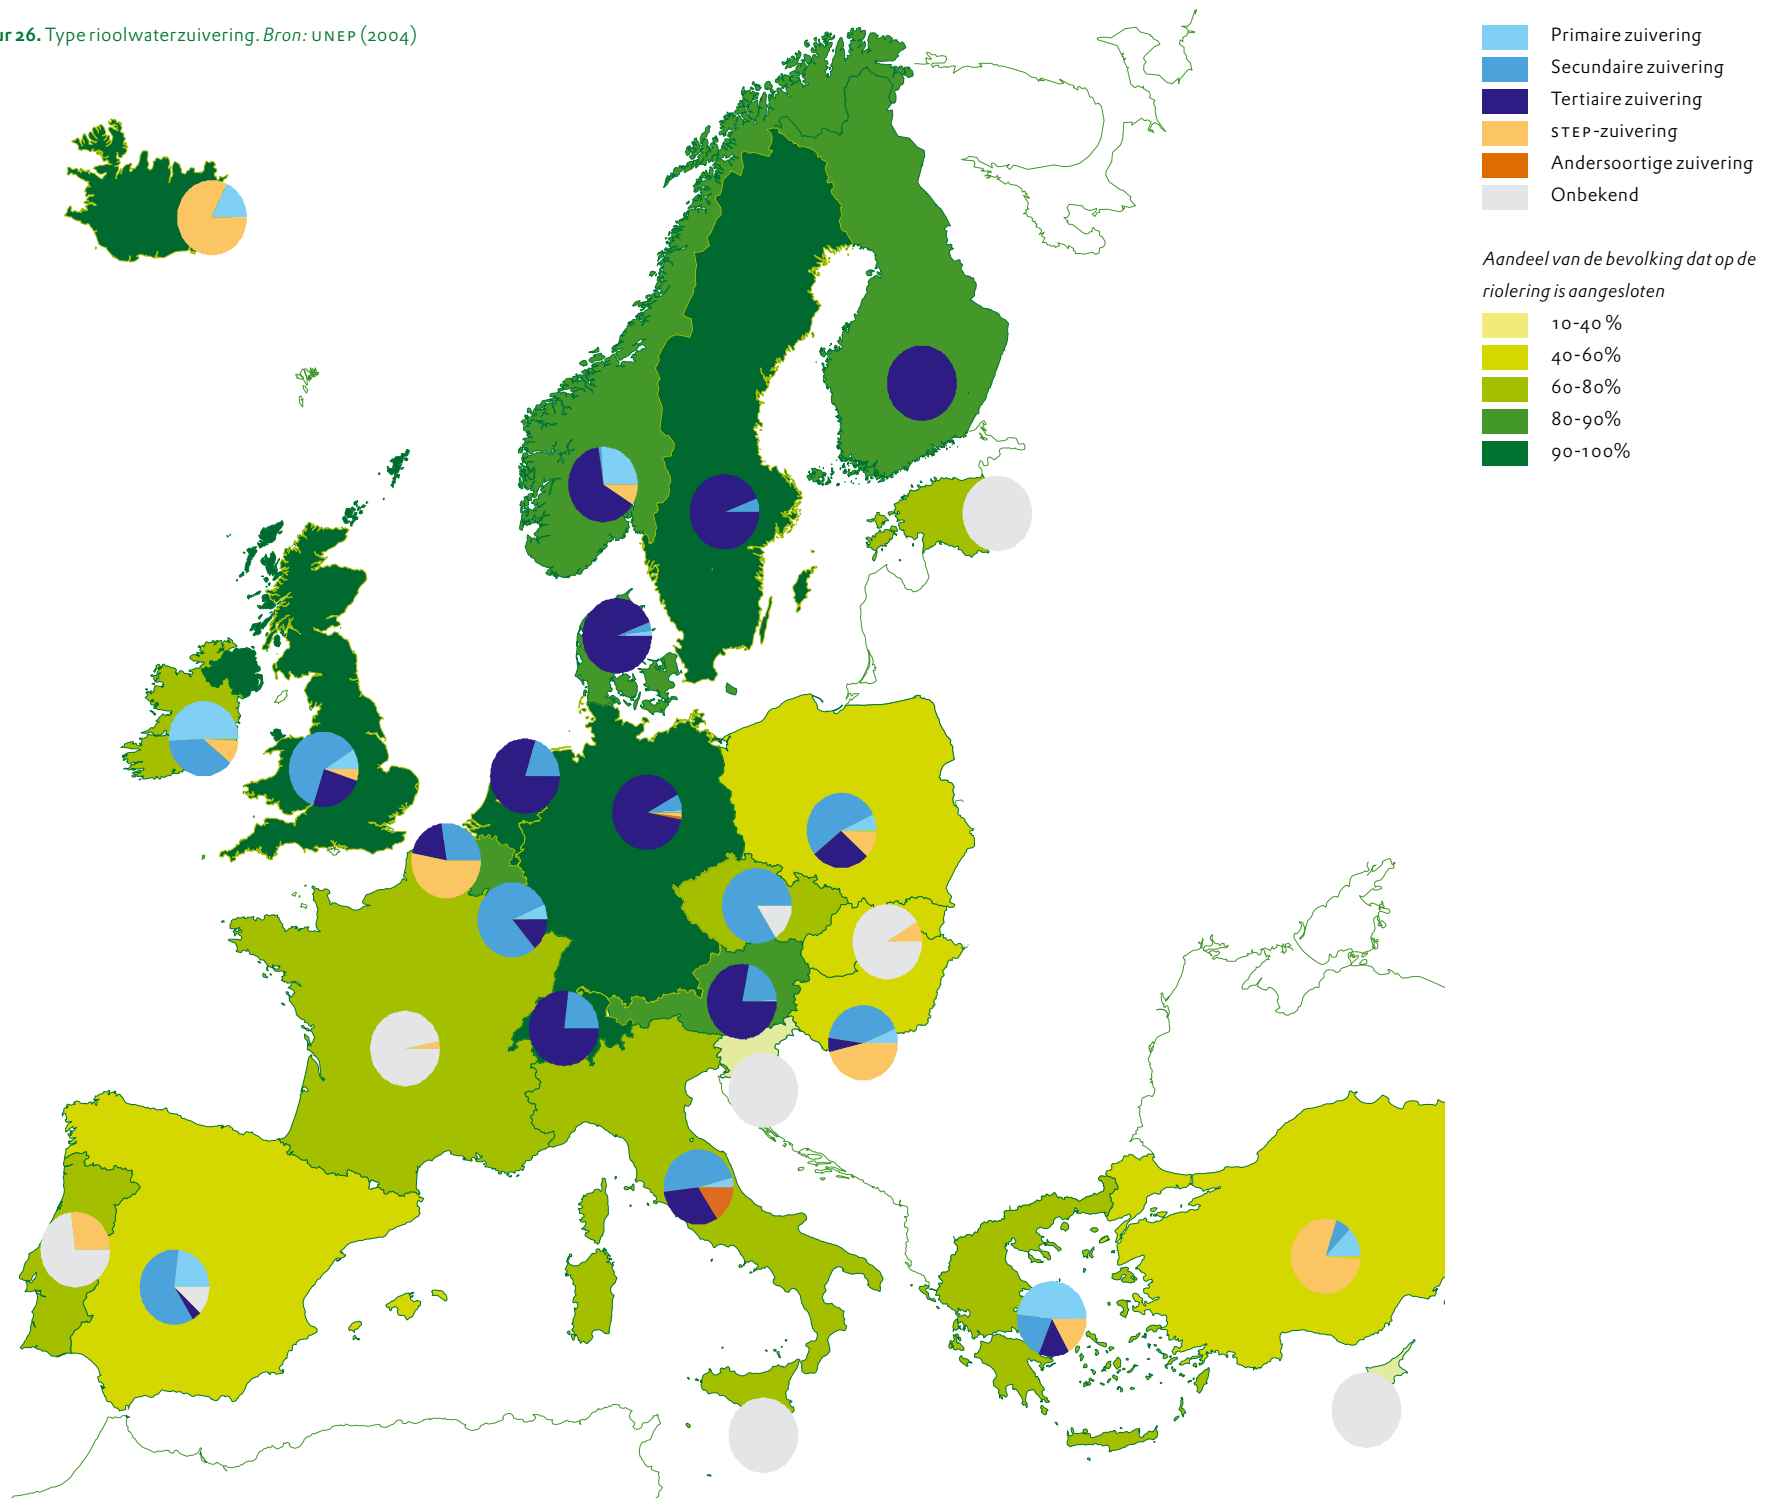 ur 26. Type rioolwaterzuivering. Bron: UNEP (2004)
Primaire zuivering
Secundaire zuivering
Tertiaire zuivering
STEP-zuivering
Andersoortige zuivering
Onbekend
Aandeel van de bevolking dat op de
riolering is aangesloten
10-40 %
40-60%
60-80%
80-90%
90-100%